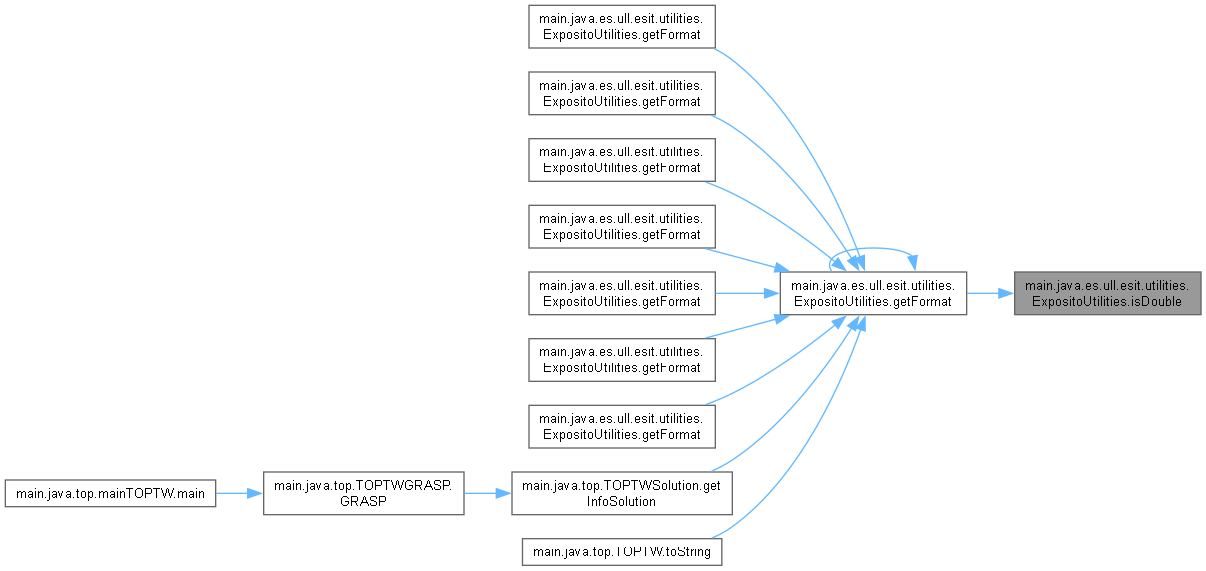 main.java.es.ull.esit.utilities.
ExpositoUtilities.getFormat
main.java.es.ull.esit.utilities.
ExpositoUtilities.getFormat
main.java.es.ull.esit.utilities.
ExpositoUtilities.getFormat
main.java.es.ull.esit.utilities.
ExpositoUtilities.getFormat
main.java.es.ull.esit.utilities.
ExpositoUtilities.getFormat
main.java.es.ull.esit.utilities.
ExpositoUtilities.getFormat
main.java.es.ull.esit.utilities.
ExpositoUtilities.getFormat
main.java.es.ull.esit.utilities.
ExpositoUtilities.getFormat
main.java.es.ull.esit.utilities.
ExpositoUtilities.isDouble
main.java.top.mainTOPTW.main
main.java.top.TOPTWGRASP.
GRASP
main.java.top.TOPTWSolution.get
InfoSolution
main.java.top.TOPTW.toString